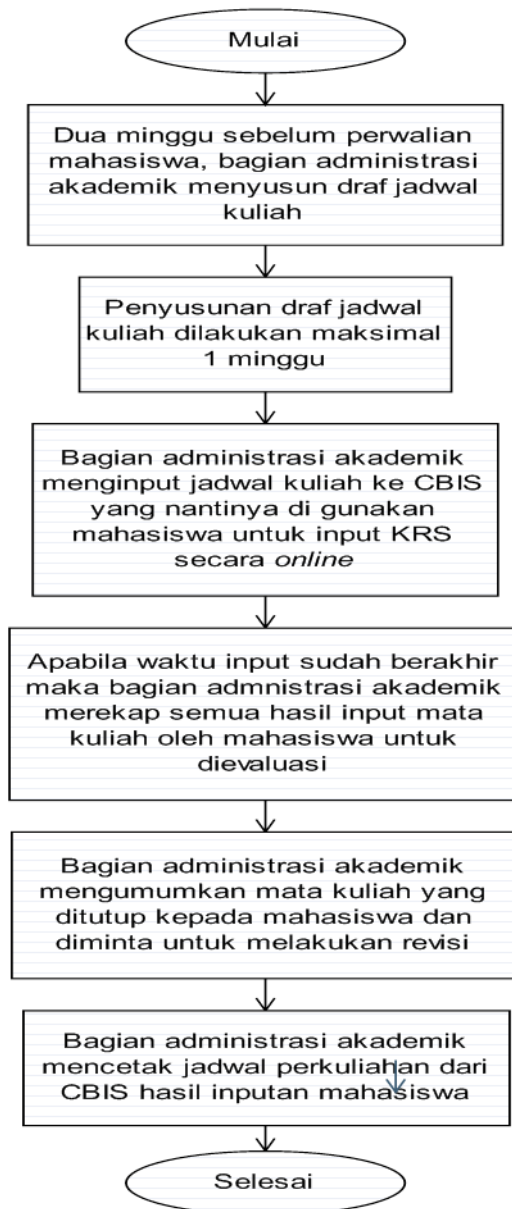 Mulai
Dua minggu sebelum perwalian
mahasiswa, bagian administrasi
akademik menyusun draf jadwal
kuliah
Penyusunan draf jadwal
kuliah dilakukan maksimal
1 minggu
Bagian administrasi akademik
menginput jadwal kuliah ke CBIS
yang nantinya di gunakan
mahasiswa untuk input KRS
secara online
Apabila waktu input sudah berakhir
maka bagian admnistrasi akademik
merekap semua hasil input mata
kuliah oleh mahasiswa untuk
dievaluasi
Bagian administrasi akademik
mengumumkan mata kuliah yang
ditutup kepada mahasiswa dan
diminta untuk melakukan revisi
Bagian administrasi akademik
mencetak jadwal perkuliahan dari
CBIS hasil inputan mahasiswa
Selesai